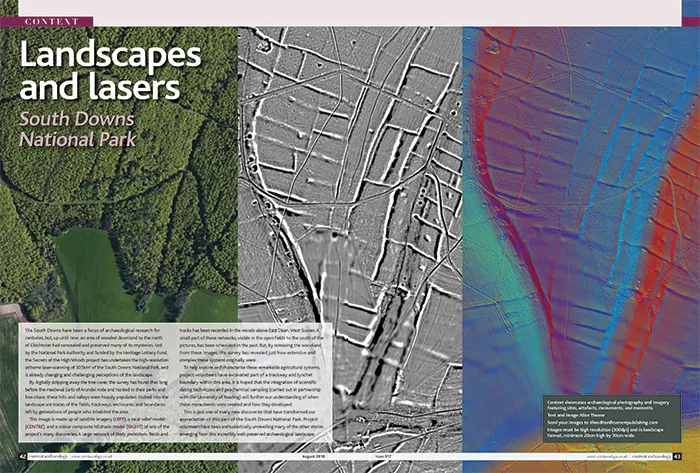 CONTEXT
Landscapes
and lasers
South Downs
National Park
The South Downs have been a focus of archaeological research for
centuries, but, up until now, an area of wooded downland to the north
of Chichester had concealed and preserved many of its mysteries. Led
by the National Park Authority and funded by the Heritage Lottery Fund,
the Secrets of the High Woods project has undertaken the high-resolution
airborne laser-scanning of 305km² of the South Downs National Park, and
is already changing and challenging perceptions of its landscape.
By digitally stripping away the tree cover, the survey has found that long
before the medieval Earls of Arundel rode and hunted in their parks and
free chase, these hills and valleys were heavily populated. Etched into the
landscape are traces of the fields, trackways, enclosures, and boundaries
left by generations of people who inhabited the area.
This image is made up of satellite imagery [LEFT], a local relief model
[CENTRE], and a colour composite hillshade model [RIGHT] of one of the
project's many discoveries. A large network of likely prehistoric fields and
tracks has been recorded in the woods above East Dean, West Sussex. A
small part of these networks, visible in the open fields to the south of the
pictures, has been scheduled in the past. But, by removing the modern trees
from these images, the survey has revealed just how extensive and
complex these systems originally were.
To help explore and characterise these remarkable agricultural systems,
project volunteers have excavated part of a trackway and a field
boundary within this area. It is hoped that the integration of scientific
dating techniques and geochemical sampling (carried out in partnership
with the University of Reading) will further our understanding of when
these monuments were created and how they developed.
This is just one of many new discoveries that have transformed our
appreciation of this part of the South Downs National Park. Project
volunteers have been enthusiastically unravelling many of the other stories
emerging from this incredibly well-preserved archaeological landscape.
Context showcases archaeological photography and imagery
featuring sites, artefacts, monuments, and moments.
Text and image: Alice Thorne
Send your images to theeditor@currentpublishing.com
Images must be high resolution (300dpi) and in landscape
format, minimum 20cm high by 30cm wide.
42 current archaeology | www.archaeology.co.uk August 2016 | Issue 317 www.archaeology.co.uk | current archaeology 43